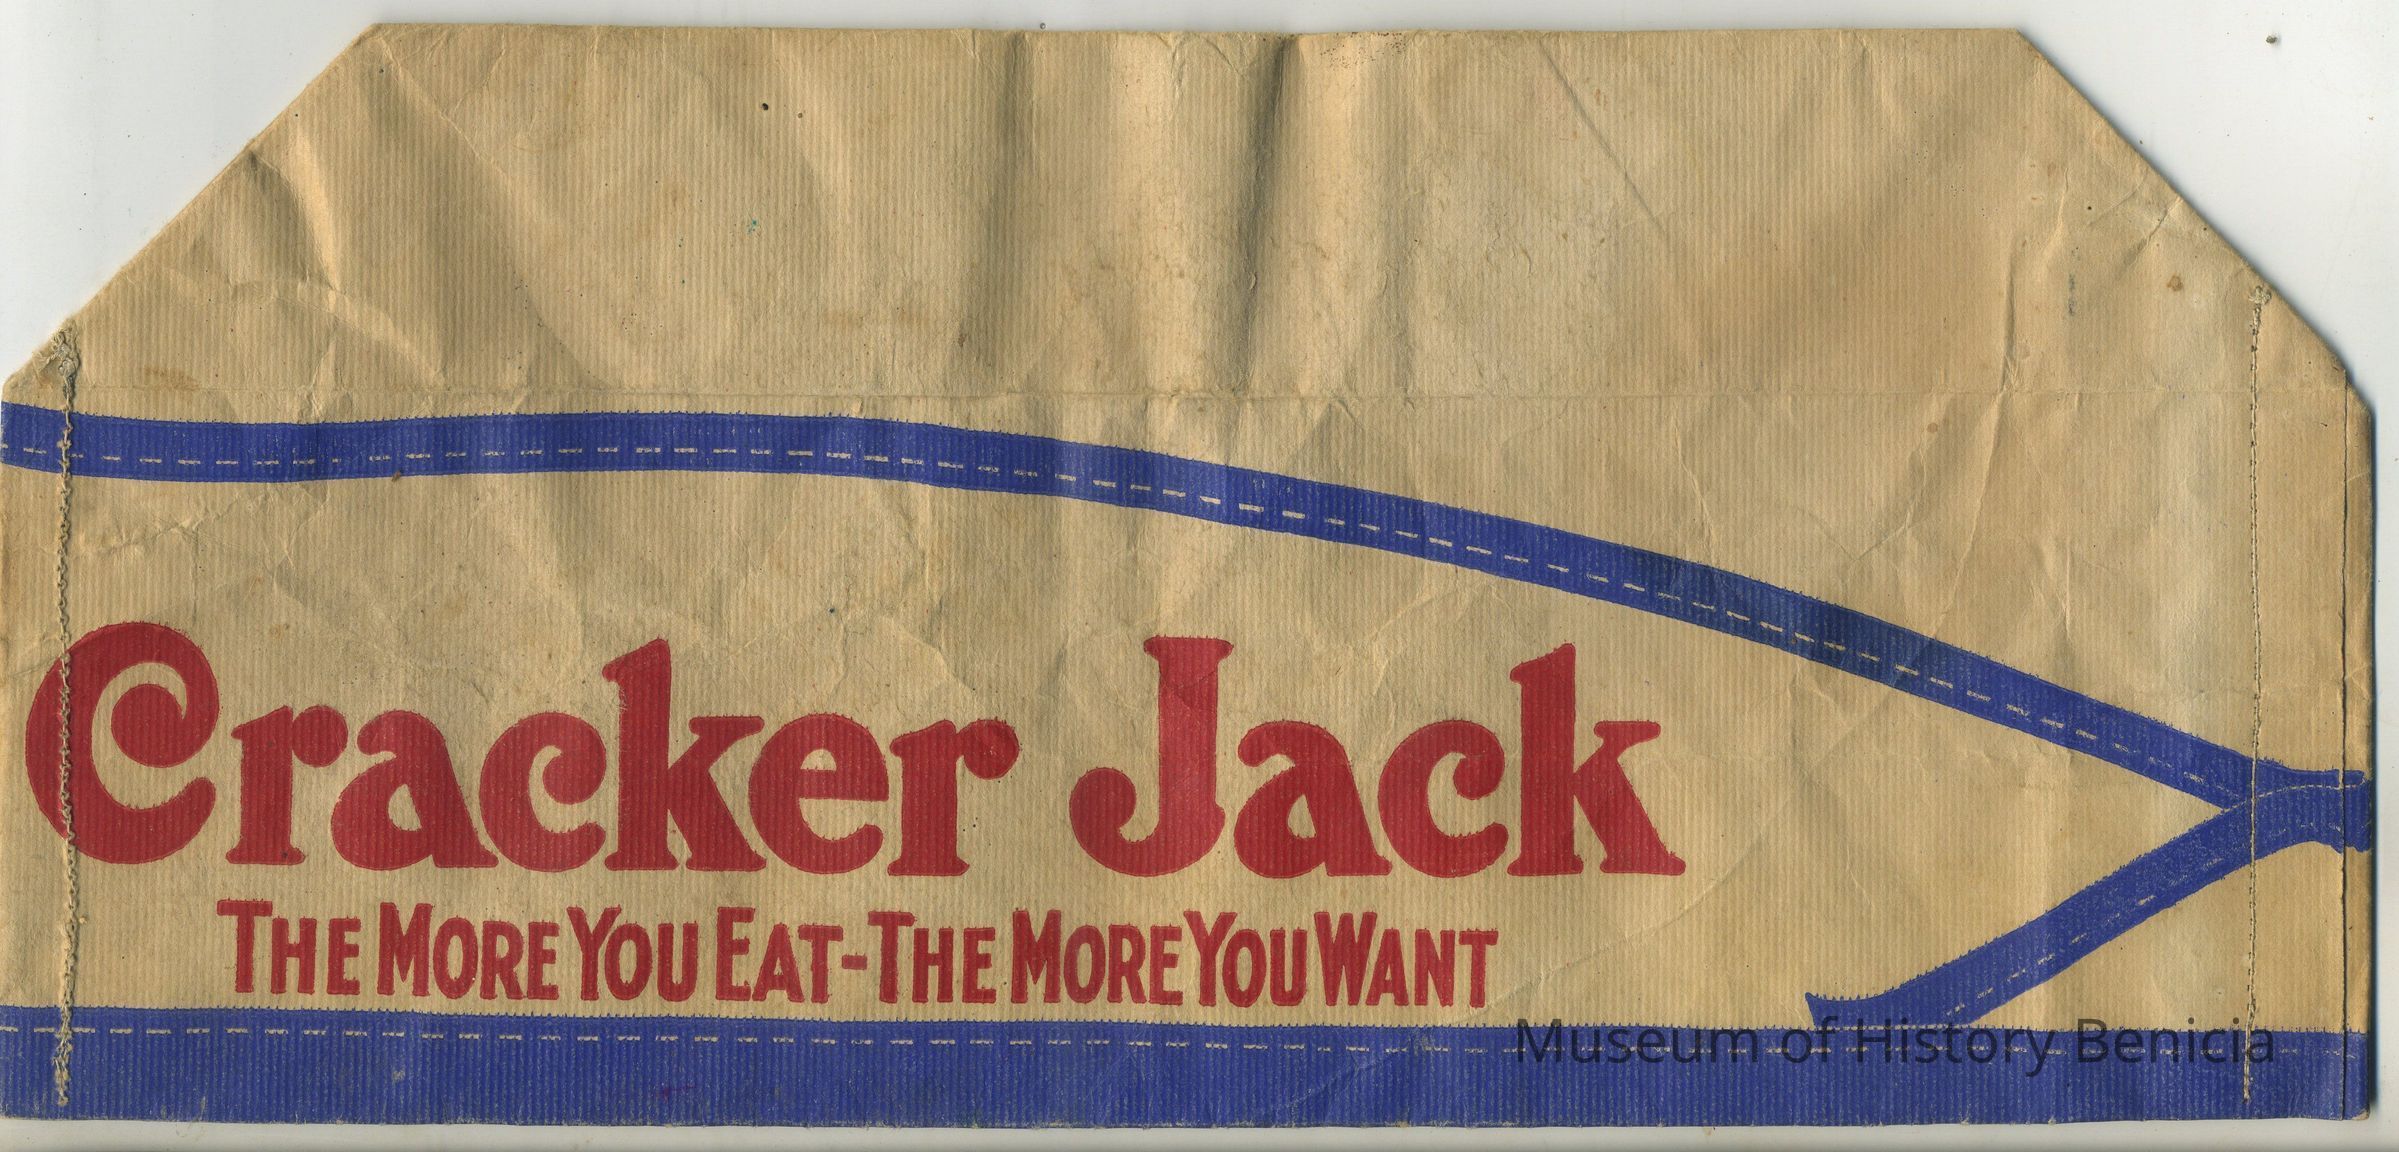 Cracker Jack
THE MORE YOU EAT-THE MORE YOU WANT
Museum of History Benicia